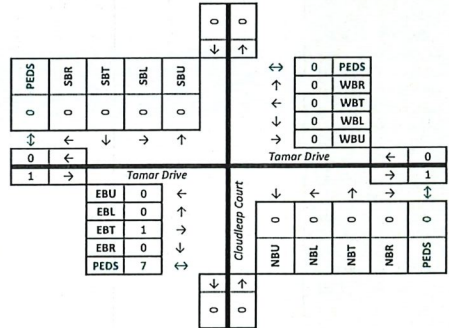 0 0
↓ ↑
PEDS SBR SBT SBL SBU
0 0 0 0 0
↕ ← ↓ → ↑
↔ 0 PEDS
↑ 0 WBR
← 0 WBT
↓ 0 WBL
→ 0 WBU
0 ←
1 →
Tamar Drive
Tamar Drive
← 0
→ 1
EBU 0 ←
EBL 0 ↑
EBT 1 →
EBR 0 ↓
PEDS 7 ↔
Cloudleap Court
↓ ← ↑ → ↕
0 0 0 0 0
NBU NBL NBT NBR PEDS
↓ ↑
0 0